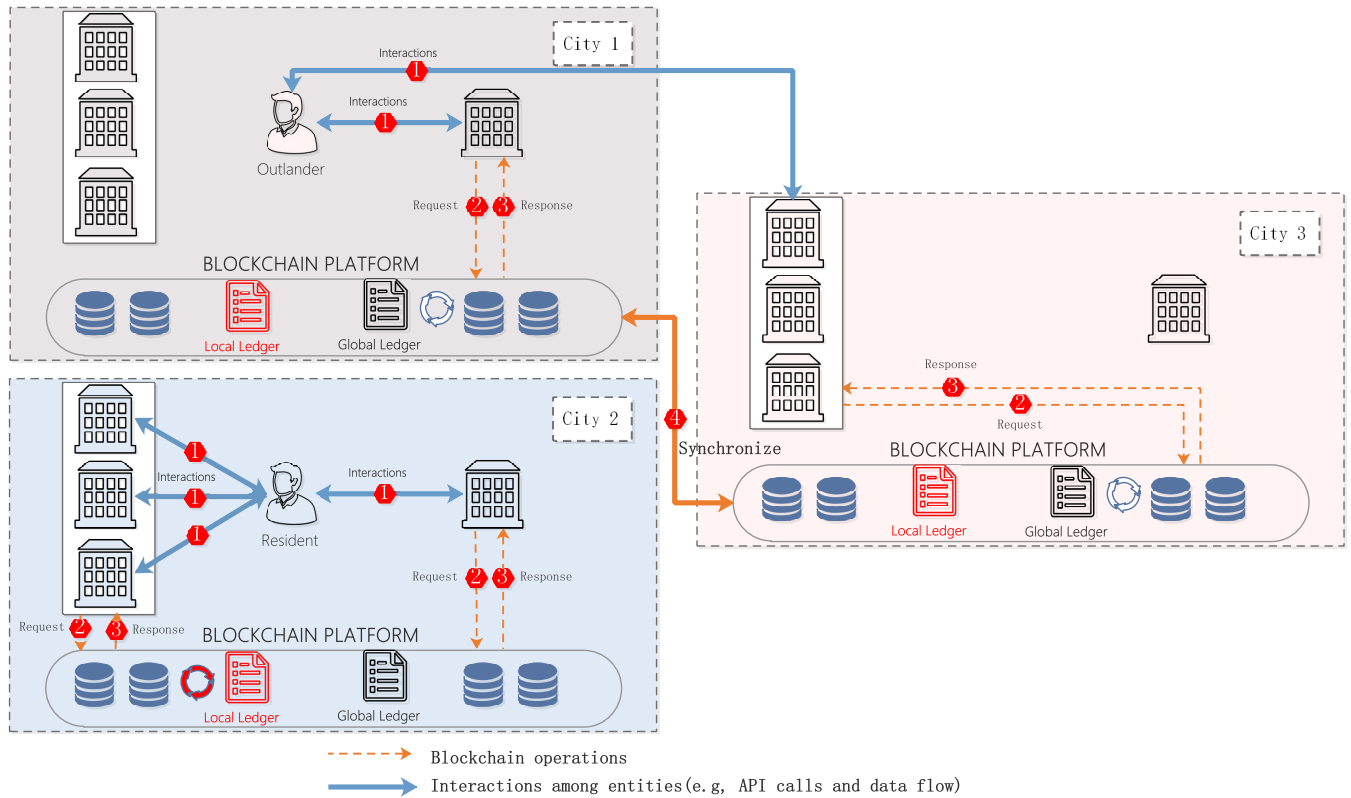 City 1
Interactions
1
Interactions
1
Outlander
Request
2
3
Response
BLOCKCHAIN PLATFORM
Local Ledger
Global Ledger
City 2
1
Interactions
1
1
Interactions
1
Resident
Request
2
3
Response
Request
2
3
Response
BLOCKCHAIN PLATFORM
Local Ledger
Global Ledger
4
Synchronize
City 3
Response
3
2
Request
BLOCKCHAIN PLATFORM
Local Ledger
Global Ledger
Blockchain operations
Interactions among entities(e.g, API calls and data flow)